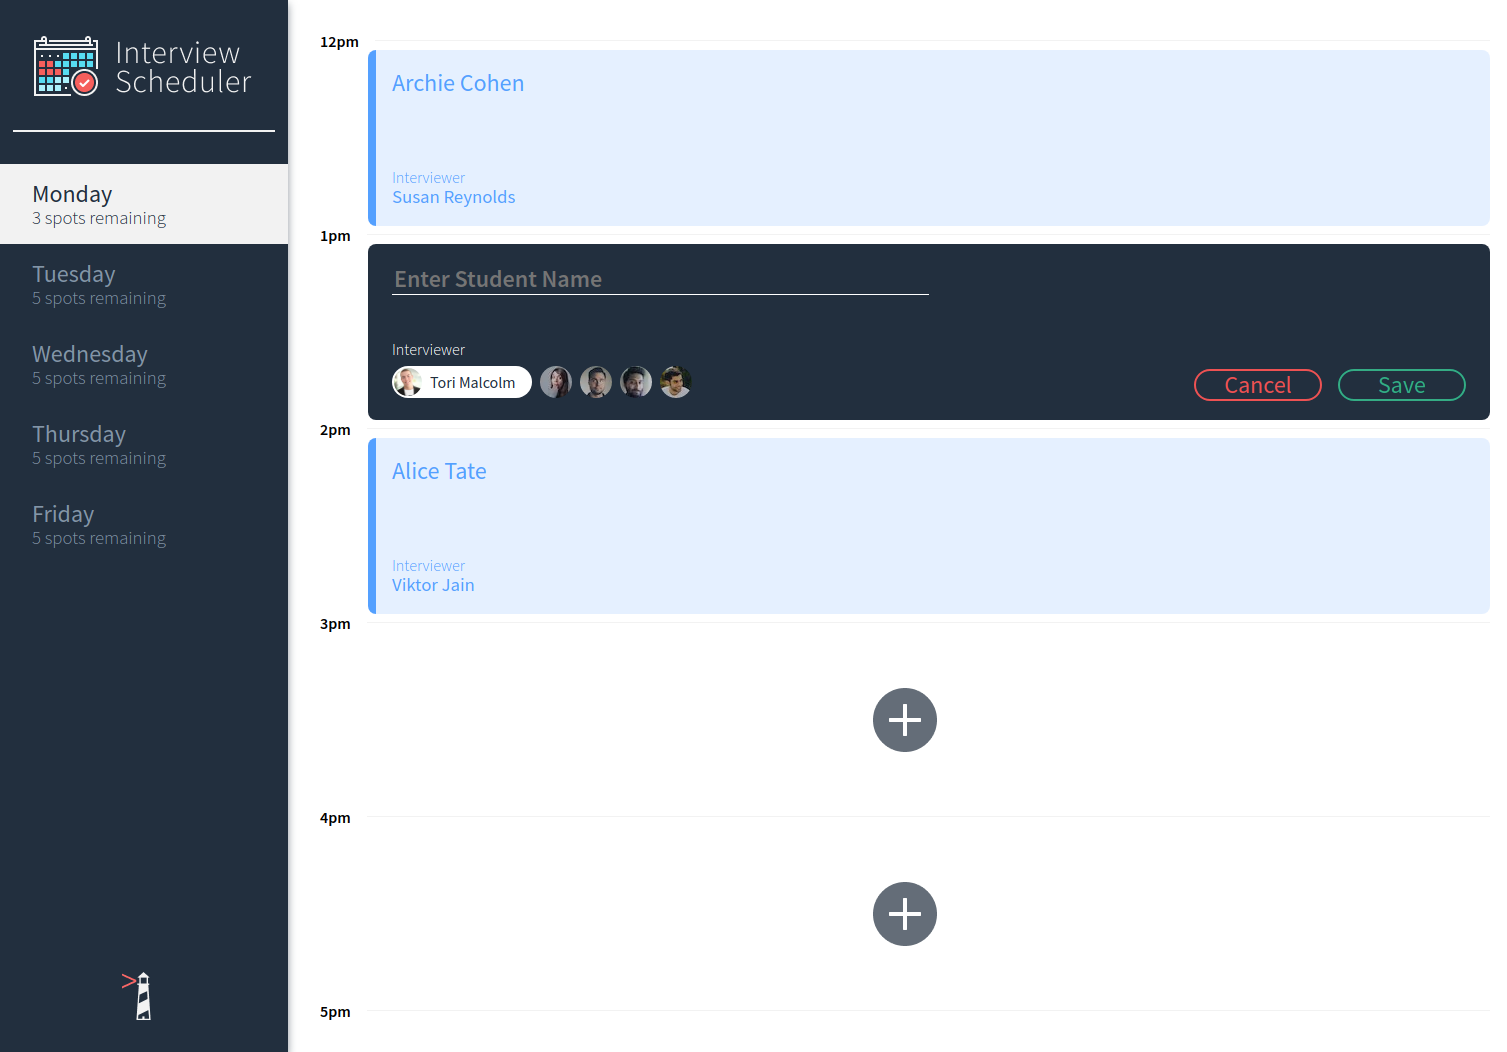 Interview
Scheduler
Monday
3 spots remaining
Tuesday
5 spots remaining
Wednesday
5 spots remaining
Thursday
5 spots remaining
Friday
5 spots remaining
12pm
Archie Cohen
Interviewer
Susan Reynolds
1pm
Enter Student Name
Interviewer
Tori Malcolm
Cancel Save
2pm
Alice Tate
Interviewer
Viktor Jain
3pm
4pm
5pm